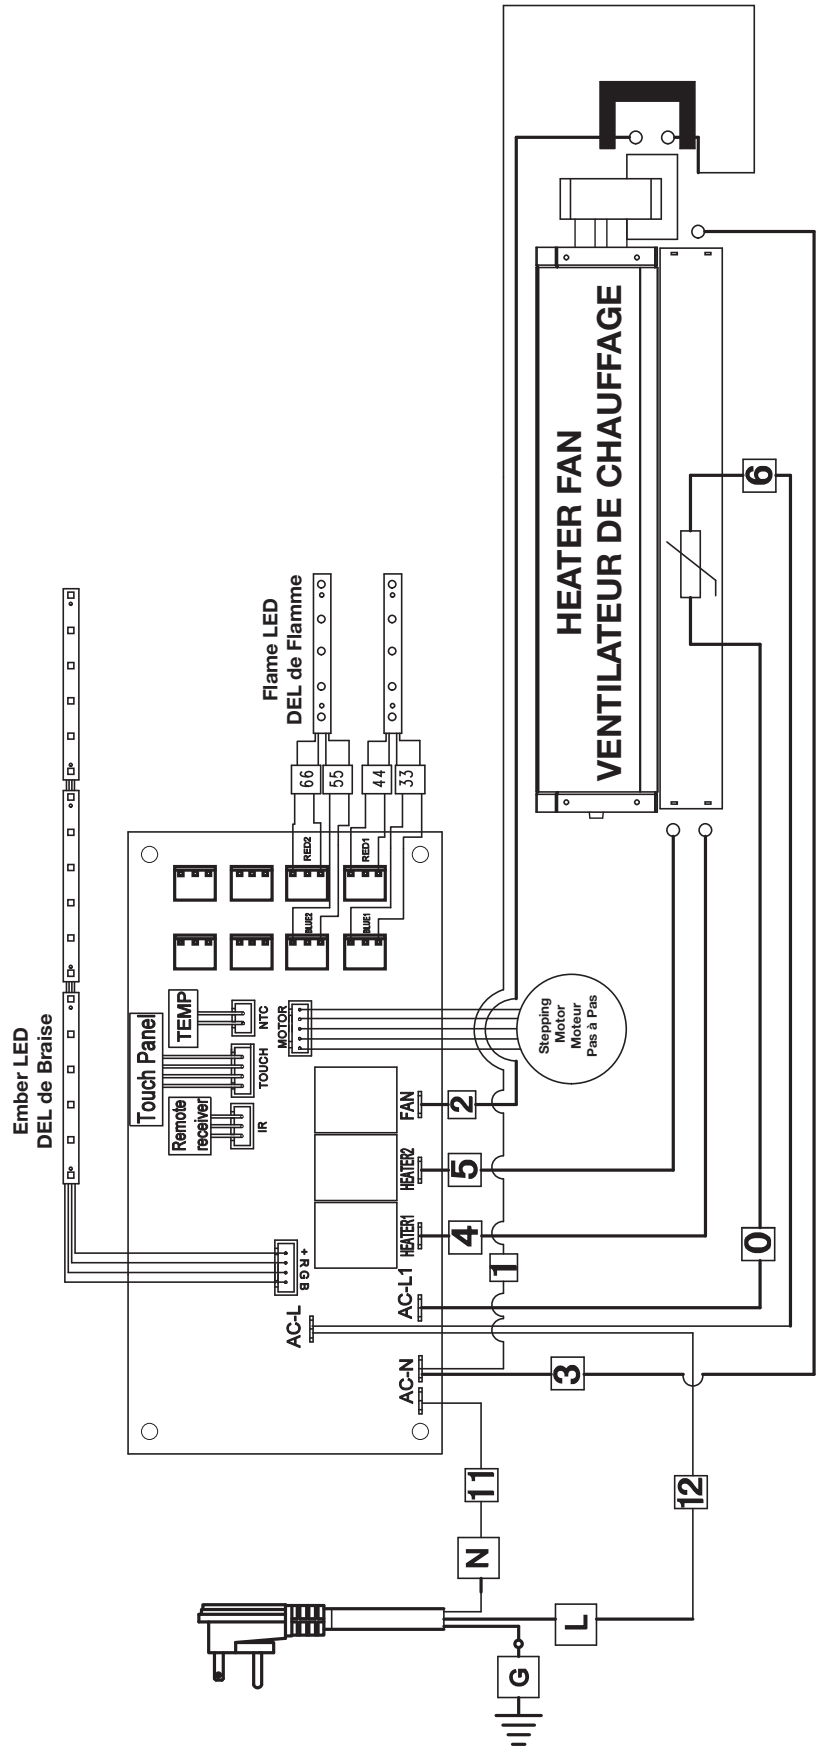 Ember LED
DEL de Braise
Flame LED
DEL de Flamme
66
55
44
33
RED2
RED1
BLUE2
BLUE1
Touch Panel
TEMP
Remote
receiver
NTC
TOUCH
IR
MOTOR
Stepping
Motor
Moteur
Pas à Pas
FAN
HEATER2
HEATER1
+ R G B
AC-L
AC-L1
AC-N
HEATER FAN
VENTILATEUR DE CHAUFFAGE
2
5
4
1
0
6
3
11
12
N
L
G